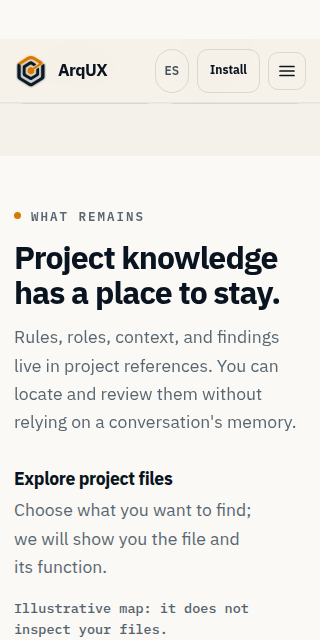 ArqUX
ES
Install
WHAT REMAINS
Project knowledge
has a place to stay.
Rules, roles, context, and findings
live in project references. You can
locate and review them without
relying on a conversation's memory.
Explore project files
Choose what you want to find;
we will show you the file and
its function.
Illustrative map: it does not
inspect your files.